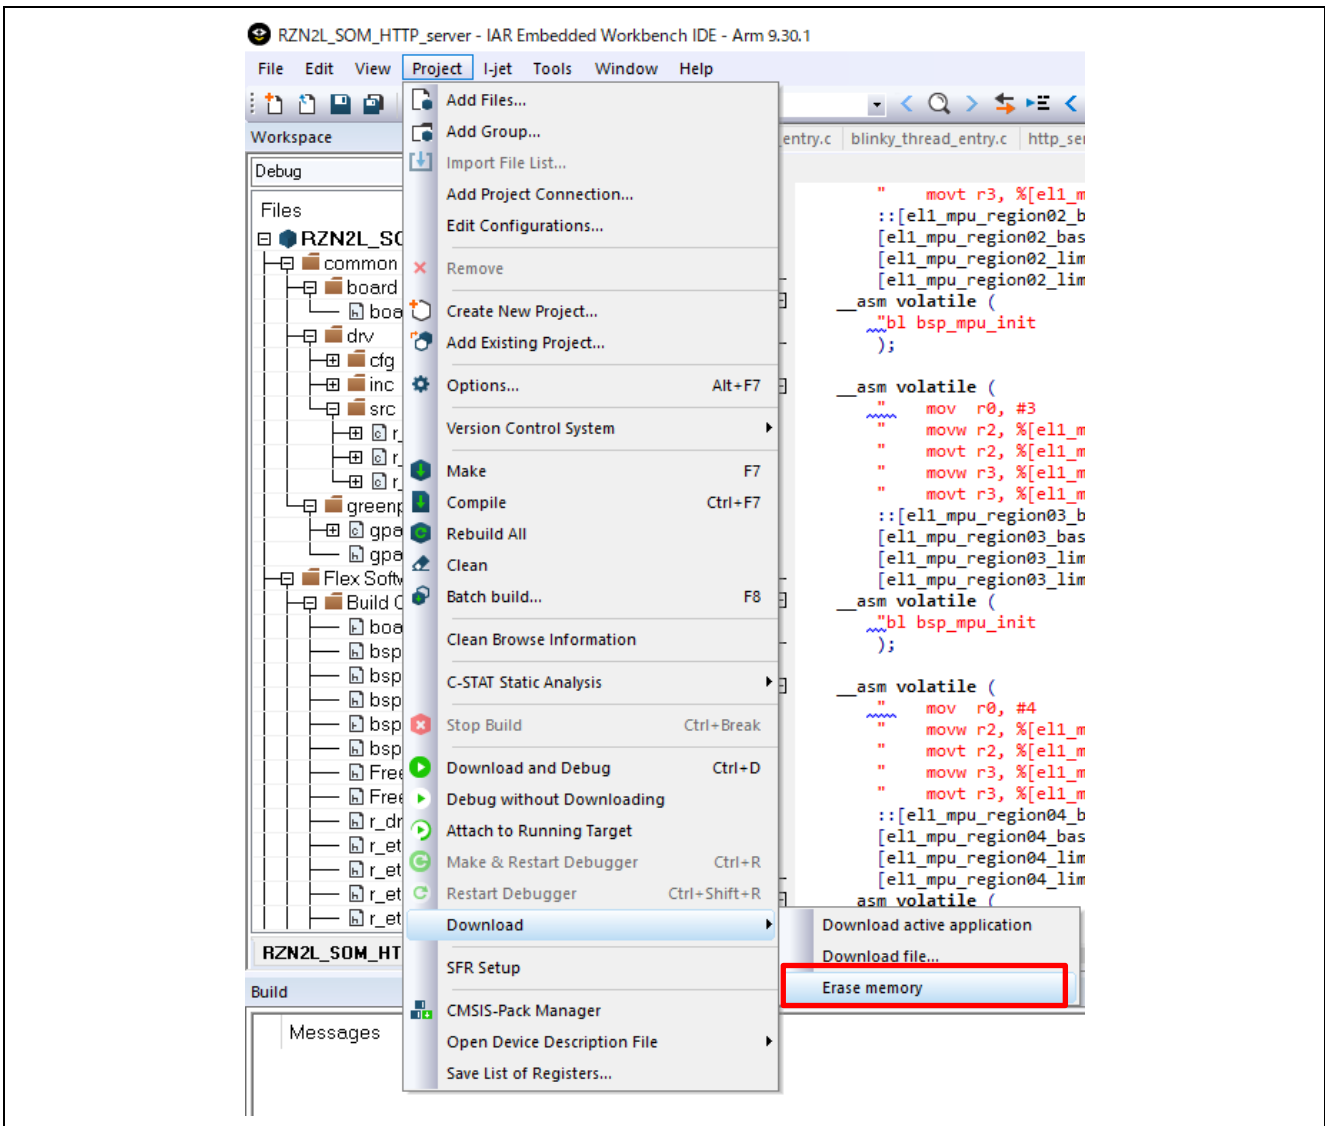 RZN2L_SOM_HTTP_server - IAR Embedded Workbench IDE - Arm 9.30.1
File Edit View Project I-jet Tools Window Help
Workspace
Debug
Files
RZN2L_SO
common
board
boa
drv
cfg
inc
src
r_
r_
r_
greenp
gpa
gpa
Flex Softw
Build C
boa
bsp
bsp
bsp
bsp
bsp
Free
Free
r_dr
r_et
r_et
r_et
r_et
RZN2L_SOM_HT
Build
Messages
Add Files...
Add Group...
Import File List...
Add Project Connection...
Edit Configurations...
Remove
Create New Project...
Add Existing Project...
Options... Alt+F7
Version Control System
Make F7
Compile Ctrl+F7
Rebuild All
Clean
Batch build... F8
Clean Browse Information
C-STAT Static Analysis
Stop Build Ctrl+Break
Download and Debug Ctrl+D
Debug without Downloading
Attach to Running Target
Make & Restart Debugger Ctrl+R
Restart Debugger Ctrl+Shift+R
Download
SFR Setup
CMSIS-Pack Manager
Open Device Description File
Save List of Registers...
Download active application
Download file...
Erase memory
entry.c blinky_thread_entry.c http_se
" movt r3, %[el1_m
::[el1_mpu_region02_b
[el1_mpu_region02_bas
[el1_mpu_region02_lim
[el1_mpu_region02_lim
__asm volatile (
"bl bsp_mpu_init
);
__asm volatile (
" mov r0, #3
" movw r2, %[el1_m
" movt r2, %[el1_m
" movw r3, %[el1_m
" movt r3, %[el1_m
::[el1_mpu_region03_b
[el1_mpu_region03_bas
[el1_mpu_region03_lim
[el1_mpu_region03_lim
__asm volatile (
"bl bsp_mpu_init
);
__asm volatile (
" mov r0, #4
" movw r2, %[el1_m
" movt r2, %[el1_m
" movw r3, %[el1_m
" movt r3, %[el1_m
::[el1_mpu_region04_b
[el1_mpu_region04_bas
[el1_mpu_region04_lim
[el1_mpu_region04_lim
asm volatile (